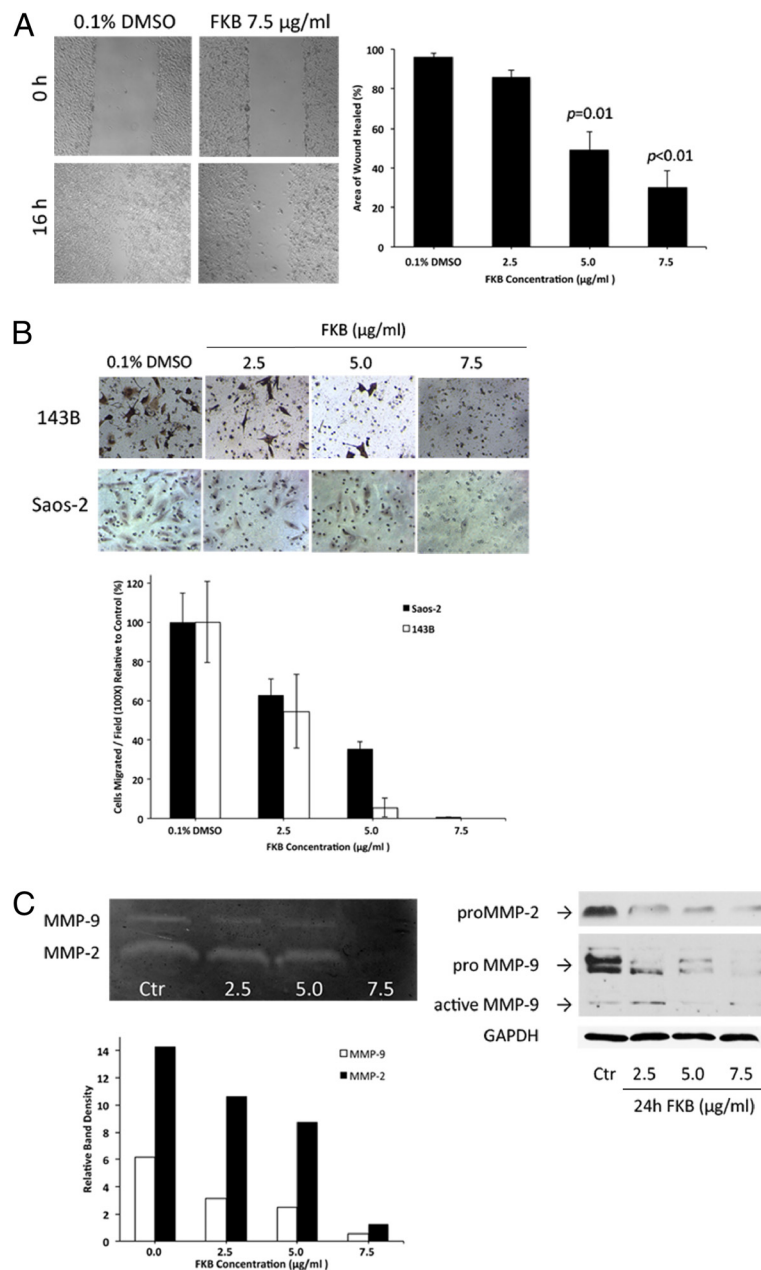 A
0.1% DMSO
FKB 7.5 µg/ml
0 h
16h
Area of Wound Healed (%)
100
80
60
40
20
0
p=0.01
p<0.01
0.1% DMSO
2.5
5.0
7.5
FKB Concentration (µg/ml )
B
FKB (µg/ml)
0.1% DMSO
2.5
5.0
7.5
143B
Saos-2
Cells Migrated / Field (100X) Relative to Control (%)
120
100
80
60
40
20
0
Saos-2
143B
0.1% DMSO
2.5
5.0
7.5
FKB Concentration (µg/ml )
C
MMP-9
MMP-2
Ctr
2.5
5.0
7.5
proMMP-2 →
pro MMP-9 →
active MMP-9 →
GAPDH
Ctr
2.5
5.0
7.5
24h FKB (µg/ml)
Relative Band Density
14
12
10
8
6
4
2
0
MMP-9
MMP-2
0.0
2.5
5.0
7.5
FKB Concentration (µg/ml )